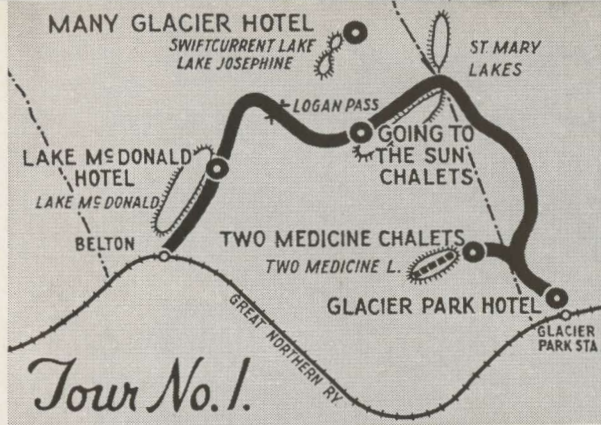 MANY GLACIER HOTEL
SWIFTCURRENT LAKE
LAKE JOSEPHINE
ST. MARY
LAKES
LOGAN PASS
GOING TO
THE SUN
CHALETS
LAKE McDONALD
HOTEL
LAKE McDONALD
BELTON
TWO MEDICINE CHALETS
TWO MEDICINE L.
GLACIER PARK HOTEL
GLACIER
PARK STA
GREAT NORTHERN RY.
Tour No. 1.